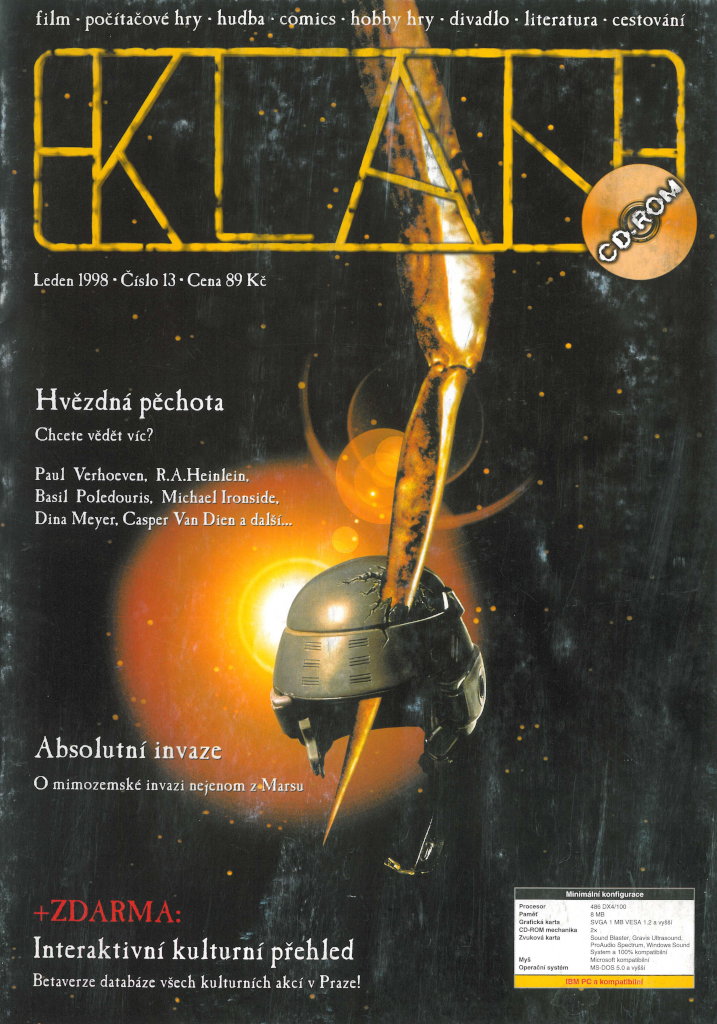 film · počítačové hry · hudba · comics · hobby hry · divadlo · literatura · cestování
KLAN
CD-ROM
Leden 1998 · Číslo 13 · Cena 89 Kč
Hvězdná pěchota
Chcete vědět víc?
Paul Verhoeven, R.A.Heinlein,
Basil Poledouris, Michael Ironside,
Dina Meyer, Casper Van Dien a další...
Absolutní invaze
O mimozemské invazi nejenom z Marsu
+ZDARMA:
Interaktivní kulturní přehled
Betaverze databáze všech kulturních akcí v Praze!
Minimální konfigurace
Procesor 486 DX4/100
Paměť 8 MB
Grafická karta SVGA 1 MB VESA 1.2 a vyšší
CD-ROM mechanika 2x
Zvuková karta Sound Blaster, Gravis Ultrasound,
ProAudio Spectrum, Windows Sound
System a 100% kompatibilní
Myš Microsoft kompatibilní
Operační systém MS-DOS 5.0 a vyšší
IBM PC a kompatibilní